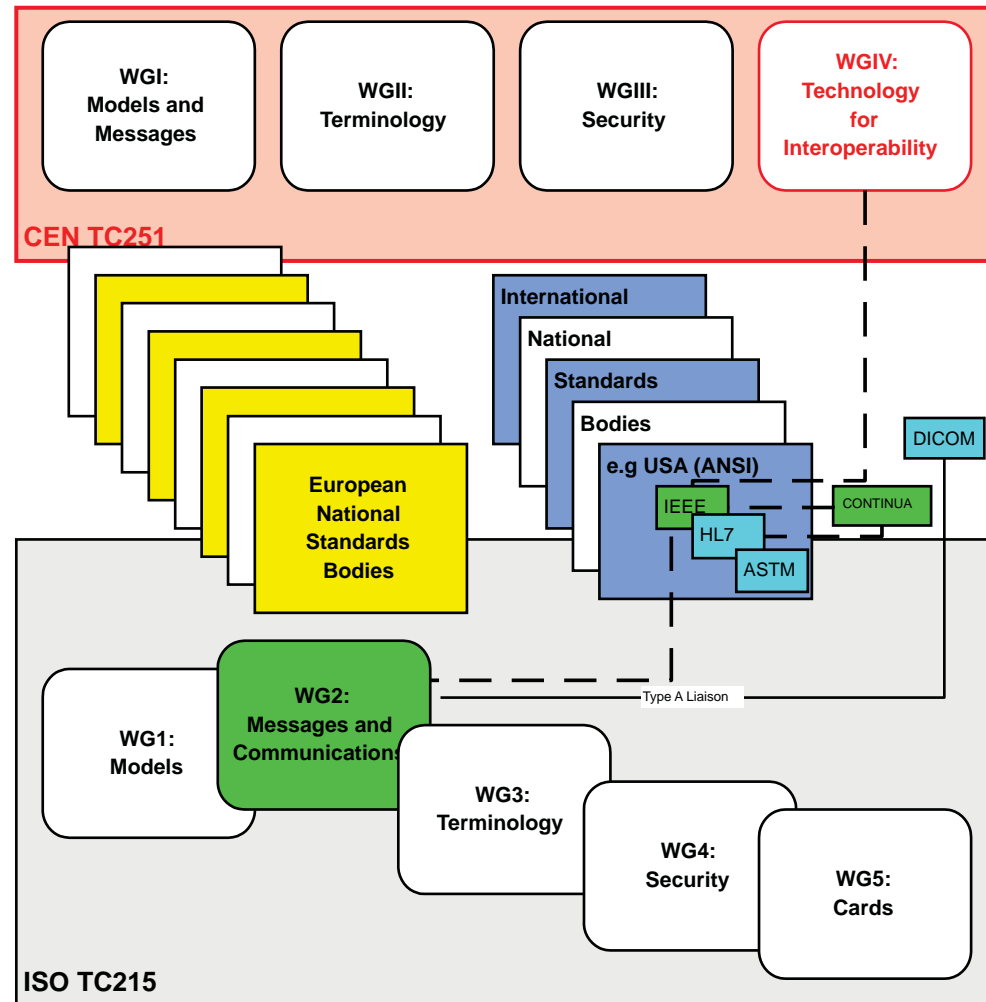 WGI:
Models and
Messages
WGII:
Terminology
WGIII:
Security
WGIV:
Technology
for
Interoperability
CEN TC251
International
National
Standards
Bodies
e.g USA (ANSI)
IEEE
HL7
ASTM
CONTINUA
DICOM
European
National
Standards
Bodies
Type A Liaison
WG1:
Models
WG2:
Messages and
Communications
WG3:
Terminology
WG4:
Security
WG5:
Cards
ISO TC215